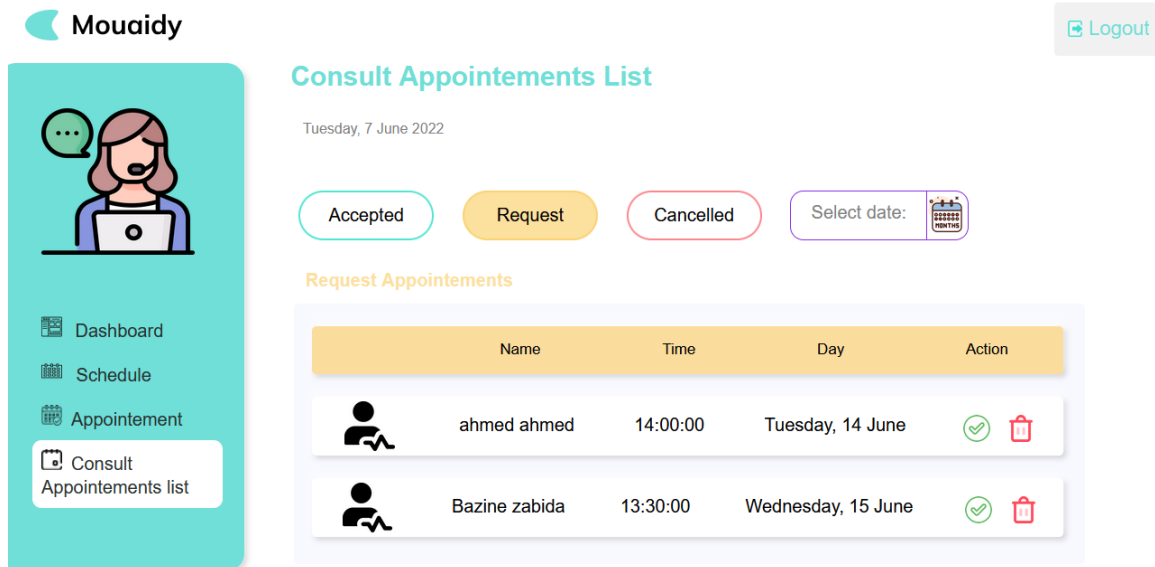 Mouaidy
Logout
Consult Appointements List
Tuesday, 7 June 2022
Accepted
Request
Cancelled
Select date:
MONTHS
Request Appointements
Name Time Day Action
ahmed ahmed 14:00:00 Tuesday, 14 June
Bazine zabida 13:30:00 Wednesday, 15 June
Dashboard
Schedule
Appointement
Consult
Appointements list